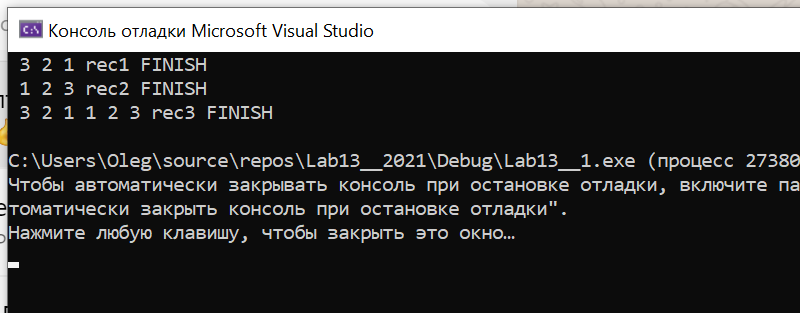 C:\
Консоль отладки Microsoft Visual Studio
3 2 1 rec1 FINISH
1 2 3 rec2 FINISH
3 2 1 1 2 3 rec3 FINISH
C:\Users\Oleg\source\repos\Lab13__2021\Debug\Lab13__1.exe (процесс 27380
Чтобы автоматически закрывать консоль при остановке отладки, включите па
томатически закрыть консоль при остановке отладки".
Нажмите любую клавишу, чтобы закрыть это окно…